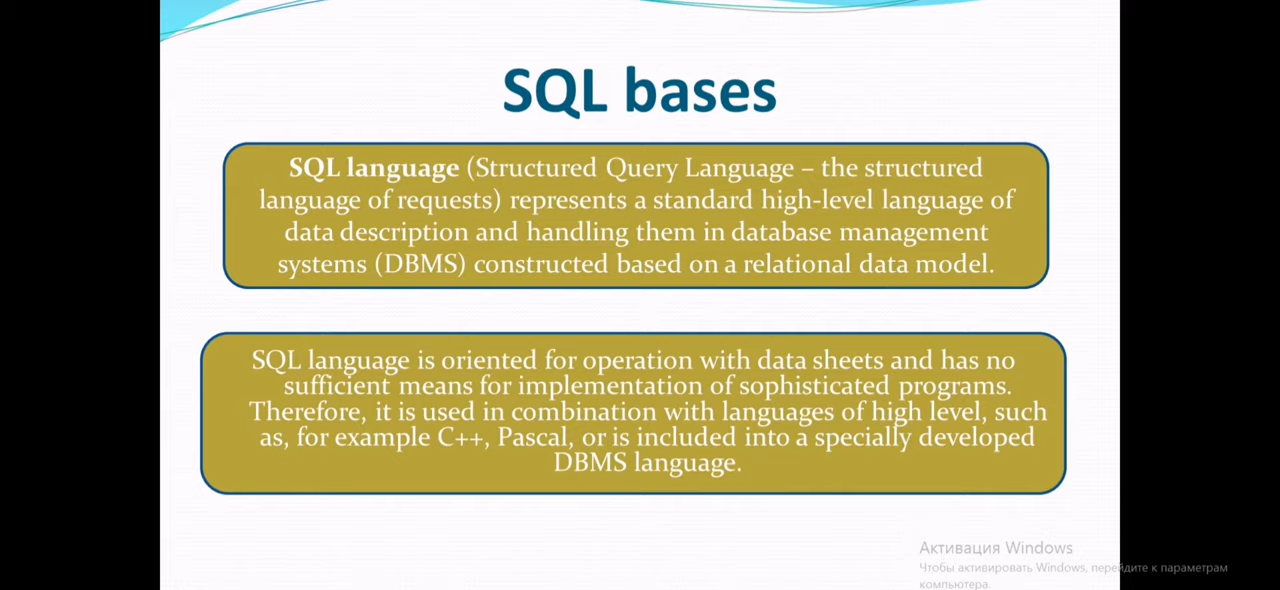 SQL bases
SQL language (Structured Query Language – the structured
language of requests) represents a standard high-level language of
data description and handling them in database management
systems (DBMS) constructed based on a relational data model.
SQL language is oriented for operation with data sheets and has no
sufficient means for implementation of sophisticated programs.
Therefore, it is used in combination with languages of high level, such
as, for example C++, Pascal, or is included into a specially developed
DBMS language.
Активация Windows
Чтобы активировать Windows, перейдите к параметрам
компьютера.